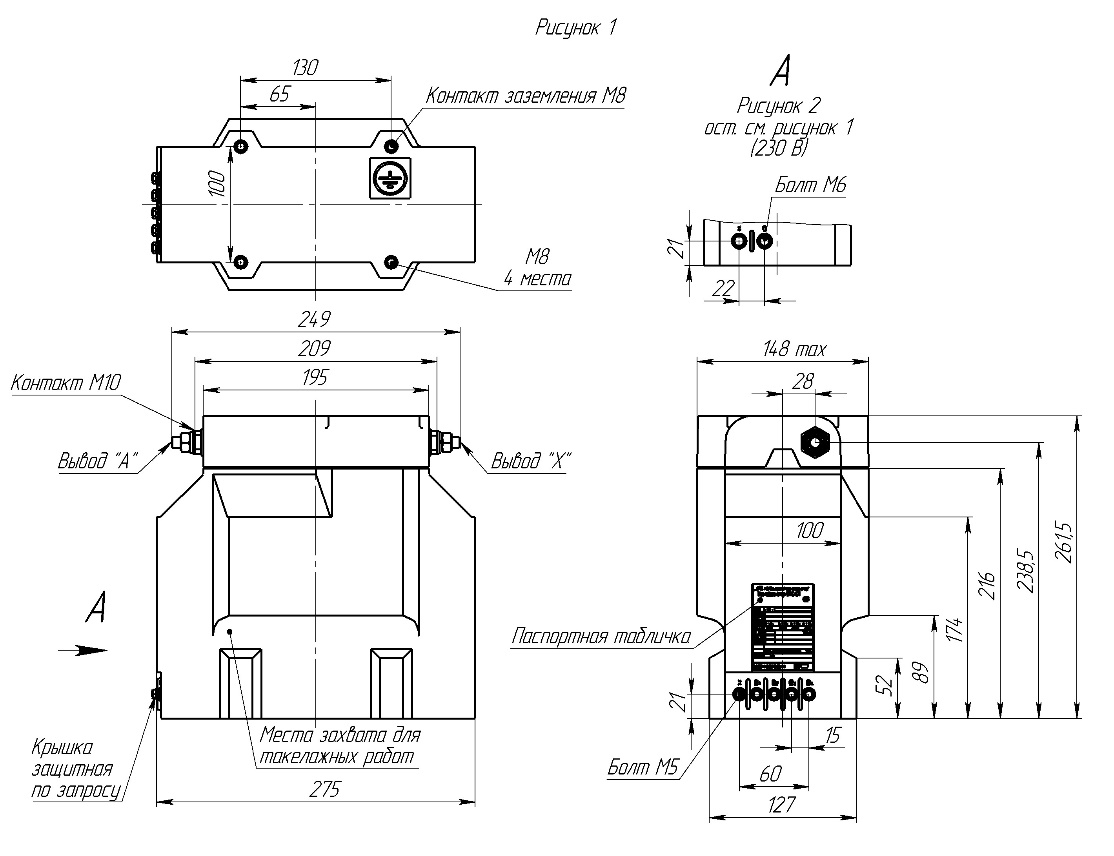 Рисунок 1
130
65
Контакт заземления М8
100
М8
4 места
А
Рисунок 2
ост. см. рисунок 1
(230 В)
Болт М6
21
22
249
209
195
Контакт М10
Вывод "А"
Вывод "Х"
А
Крышка
защитная
по запросу
Места захвата для
такелажных работ
275
148 max
28
100
Паспортная табличка
21
Болт М5
15
60
127
52
89
174
216
238,5
261,5